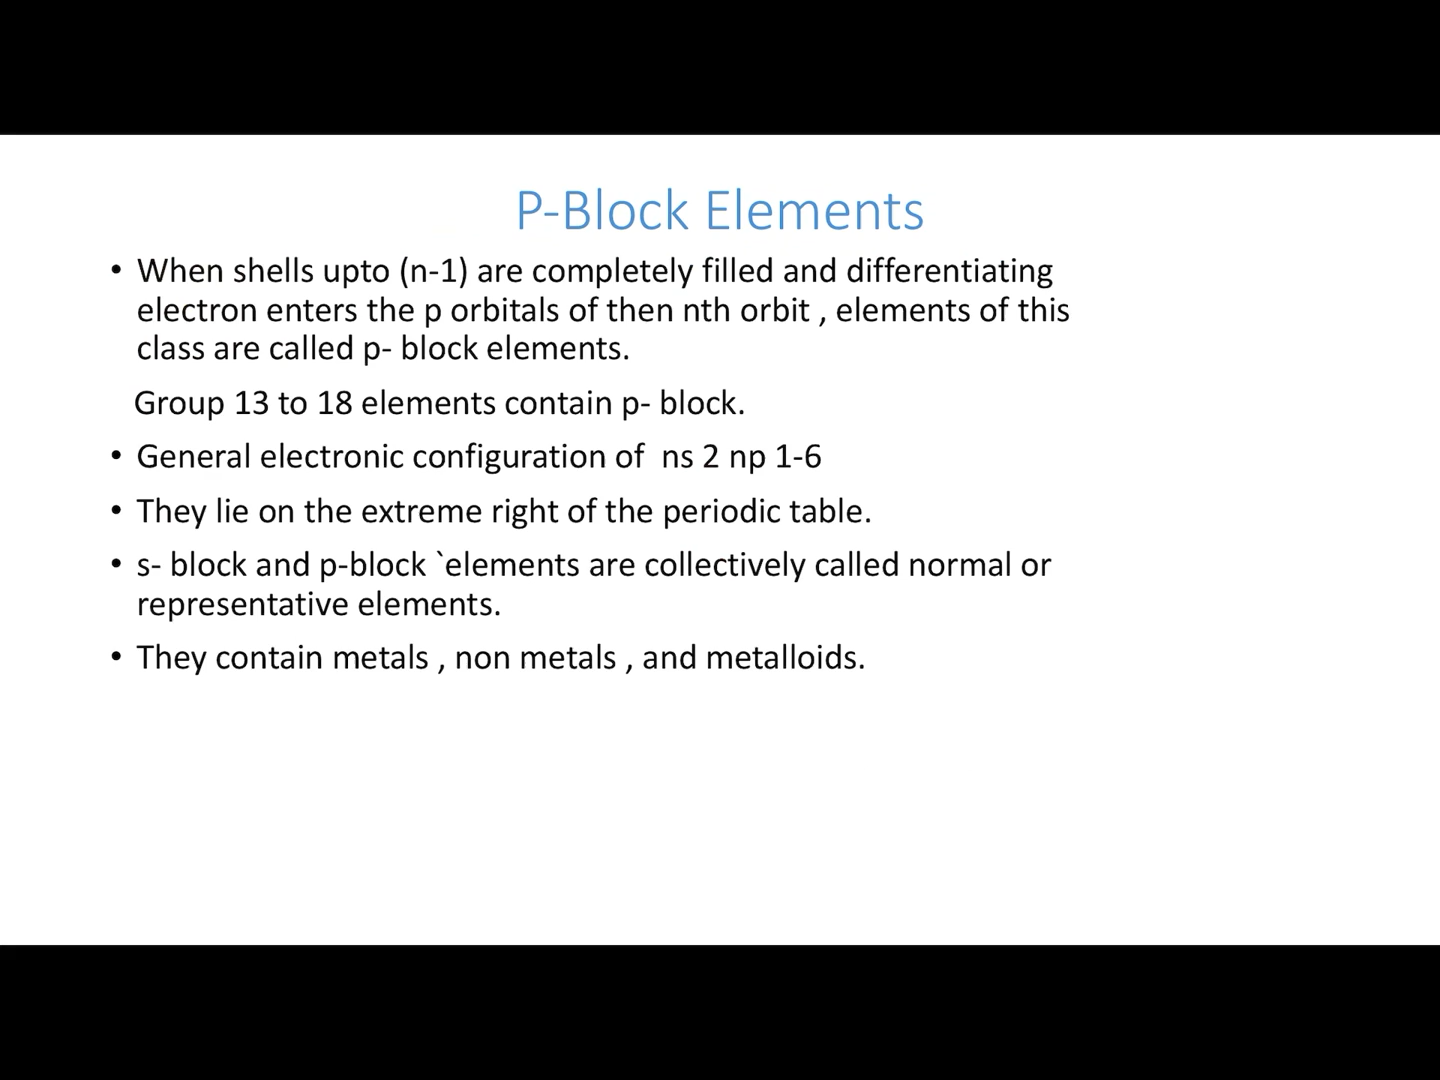 P-Block Elements
• When shells upto (n-1) are completely filled and differentiating
electron enters the p orbitals of then nth orbit , elements of this
class are called p- block elements.
Group 13 to 18 elements contain p- block.
• General electronic configuration of  ns 2 np 1-6
• They lie on the extreme right of the periodic table.
• s- block and p-block `elements are collectively called normal or
representative elements.
• They contain metals , non metals , and metalloids.